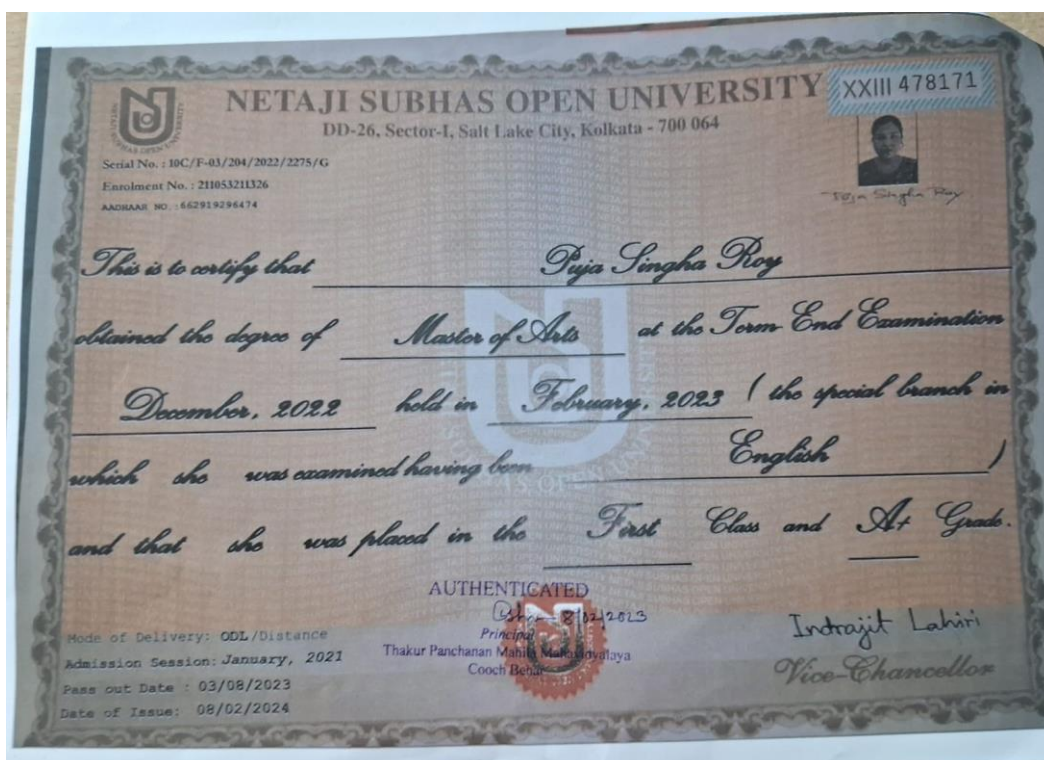 NETAJI SUBHAS OPEN UNIVERSITY
XXIII 478171
DD-26, Sector-I, Salt Lake City, Kolkata - 700 064
Serial No. : 10C/F-03/204/2022/2275/G
Enrolment No. : 211053211326
AADHAAR NO. : 662919296474
Puja Singha Roy
This is to certify that Puja Singha Roy
obtained the degree of Master of Arts at the Term End Examination
December, 2022 held in February, 2023 ( the special branch in
which she was examined having been English )
and that she was placed in the First Class and A+ Grade.
AUTHENTICATED
8/02/2023
Principal
Thakur Panchanan Mahila Mahavidyalaya
Cooch Behar
Mode of Delivery: ODL/Distance
Admission Session: January, 2021
Pass out Date : 03/08/2023
Date of Issue: 08/02/2024
Indrajit Lahiri
Vice-Chancellor